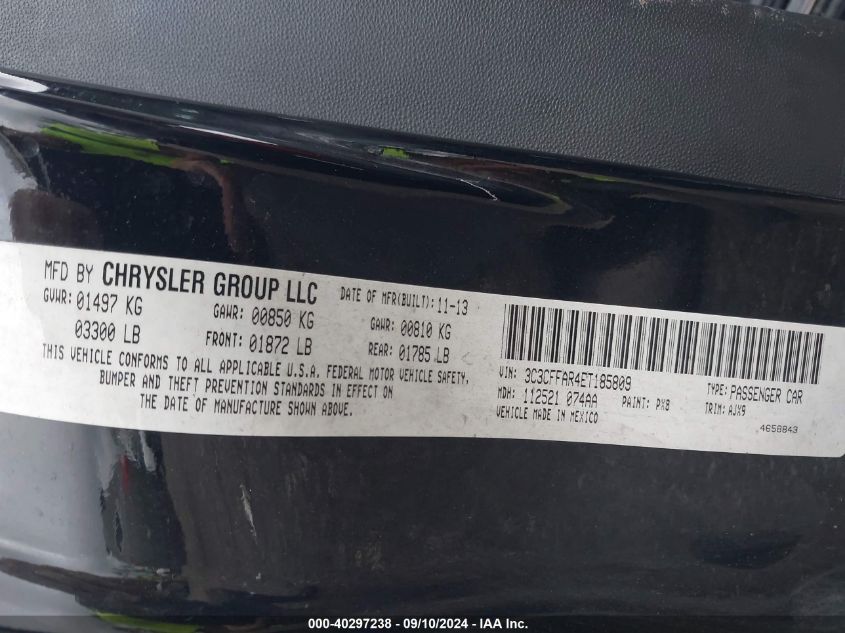 MFD BY CHRYSLER GROUP LLC
DATE OF MFR(BUILT): 11-13
GVWR: 01497 KG
GAWR: 00850 KG
GAWR: 00810 KG
03300 LB
FRONT: 01872 LB
REAR: 01785 LB
THIS VEHICLE CONFORMS TO ALL APPLICABLE U.S.A. FEDERAL MOTOR VEHICLE SAFETY,
BUMPER AND THEFT PREVENTION STANDARDS IN EFFECT ON
THE DATE OF MANUFACTURE SHOWN ABOVE.
VIN: 3C3CFFAR4ET185809
TYPE: PASSENGER CAR
MDH: 112521 074AA
PAINT: PX8
TRIM: AJX9
VEHICLE MADE IN MEXICO
4658843
000-40297238 - 09/10/2024 - IAA Inc.